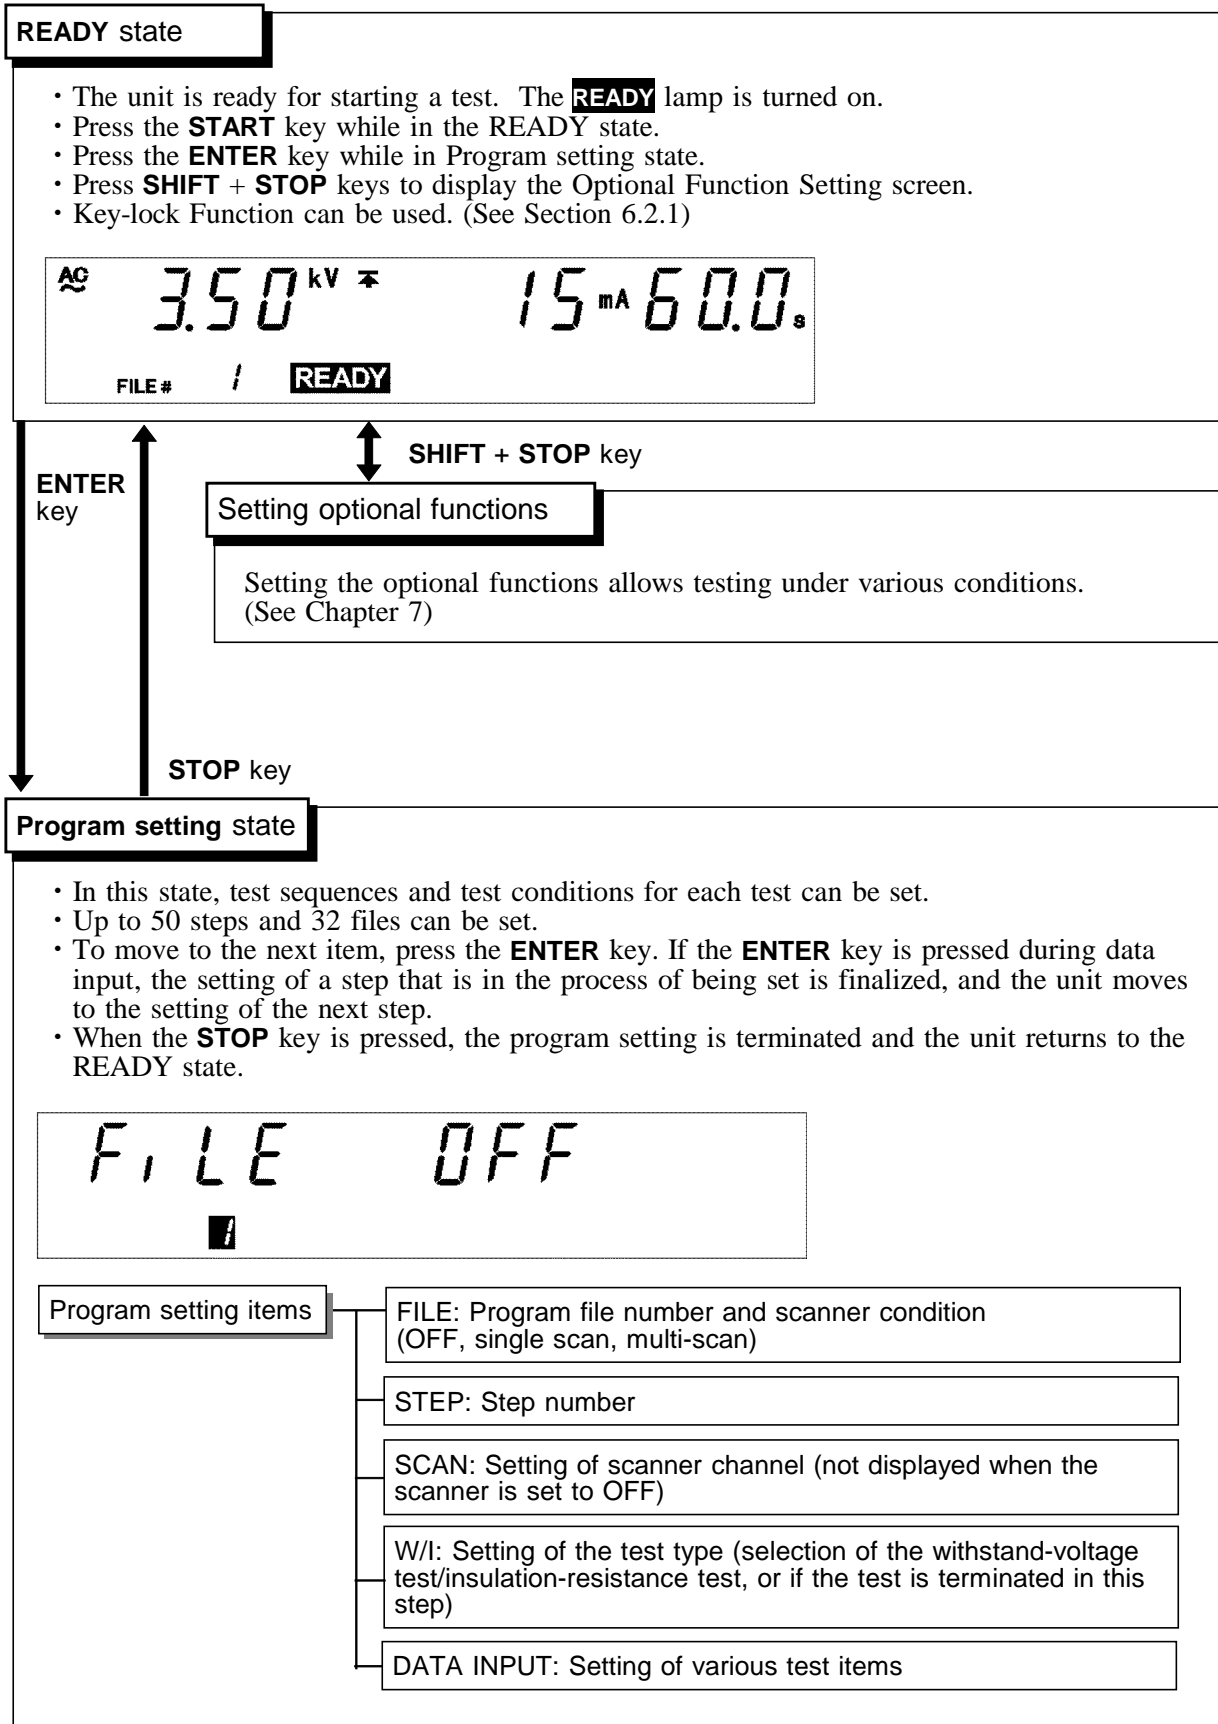 READY state
・The unit is ready for starting a test. The READY lamp is turned on.
・Press the START key while in the READY state.
・Press the ENTER key while in Program setting state.
・Press SHIFT + STOP keys to display the Optional Function Setting screen.
・Key-lock Function can be used. (See Section 6.2.1)
AC 3.50 kV 15 mA 60.0 s
FILE # 1 READY
SHIFT + STOP key
ENTER
key
Setting optional functions
Setting the optional functions allows testing under various conditions.
(See Chapter 7)
STOP key
Program setting state
・In this state, test sequences and test conditions for each test can be set.
・Up to 50 steps and 32 files can be set.
・To move to the next item, press the ENTER key. If the ENTER key is pressed during data
input, the setting of a step that is in the process of being set is finalized, and the unit moves
to the setting of the next step.
・When the STOP key is pressed, the program setting is terminated and the unit returns to the
READY state.
FiLE OFF
1
Program setting items
FILE: Program file number and scanner condition
(OFF, single scan, multi-scan)
STEP: Step number
SCAN: Setting of scanner channel (not displayed when the
scanner is set to OFF)
W/I: Setting of the test type (selection of the withstand-voltage
test/insulation-resistance test, or if the test is terminated in this
step)
DATA INPUT: Setting of various test items